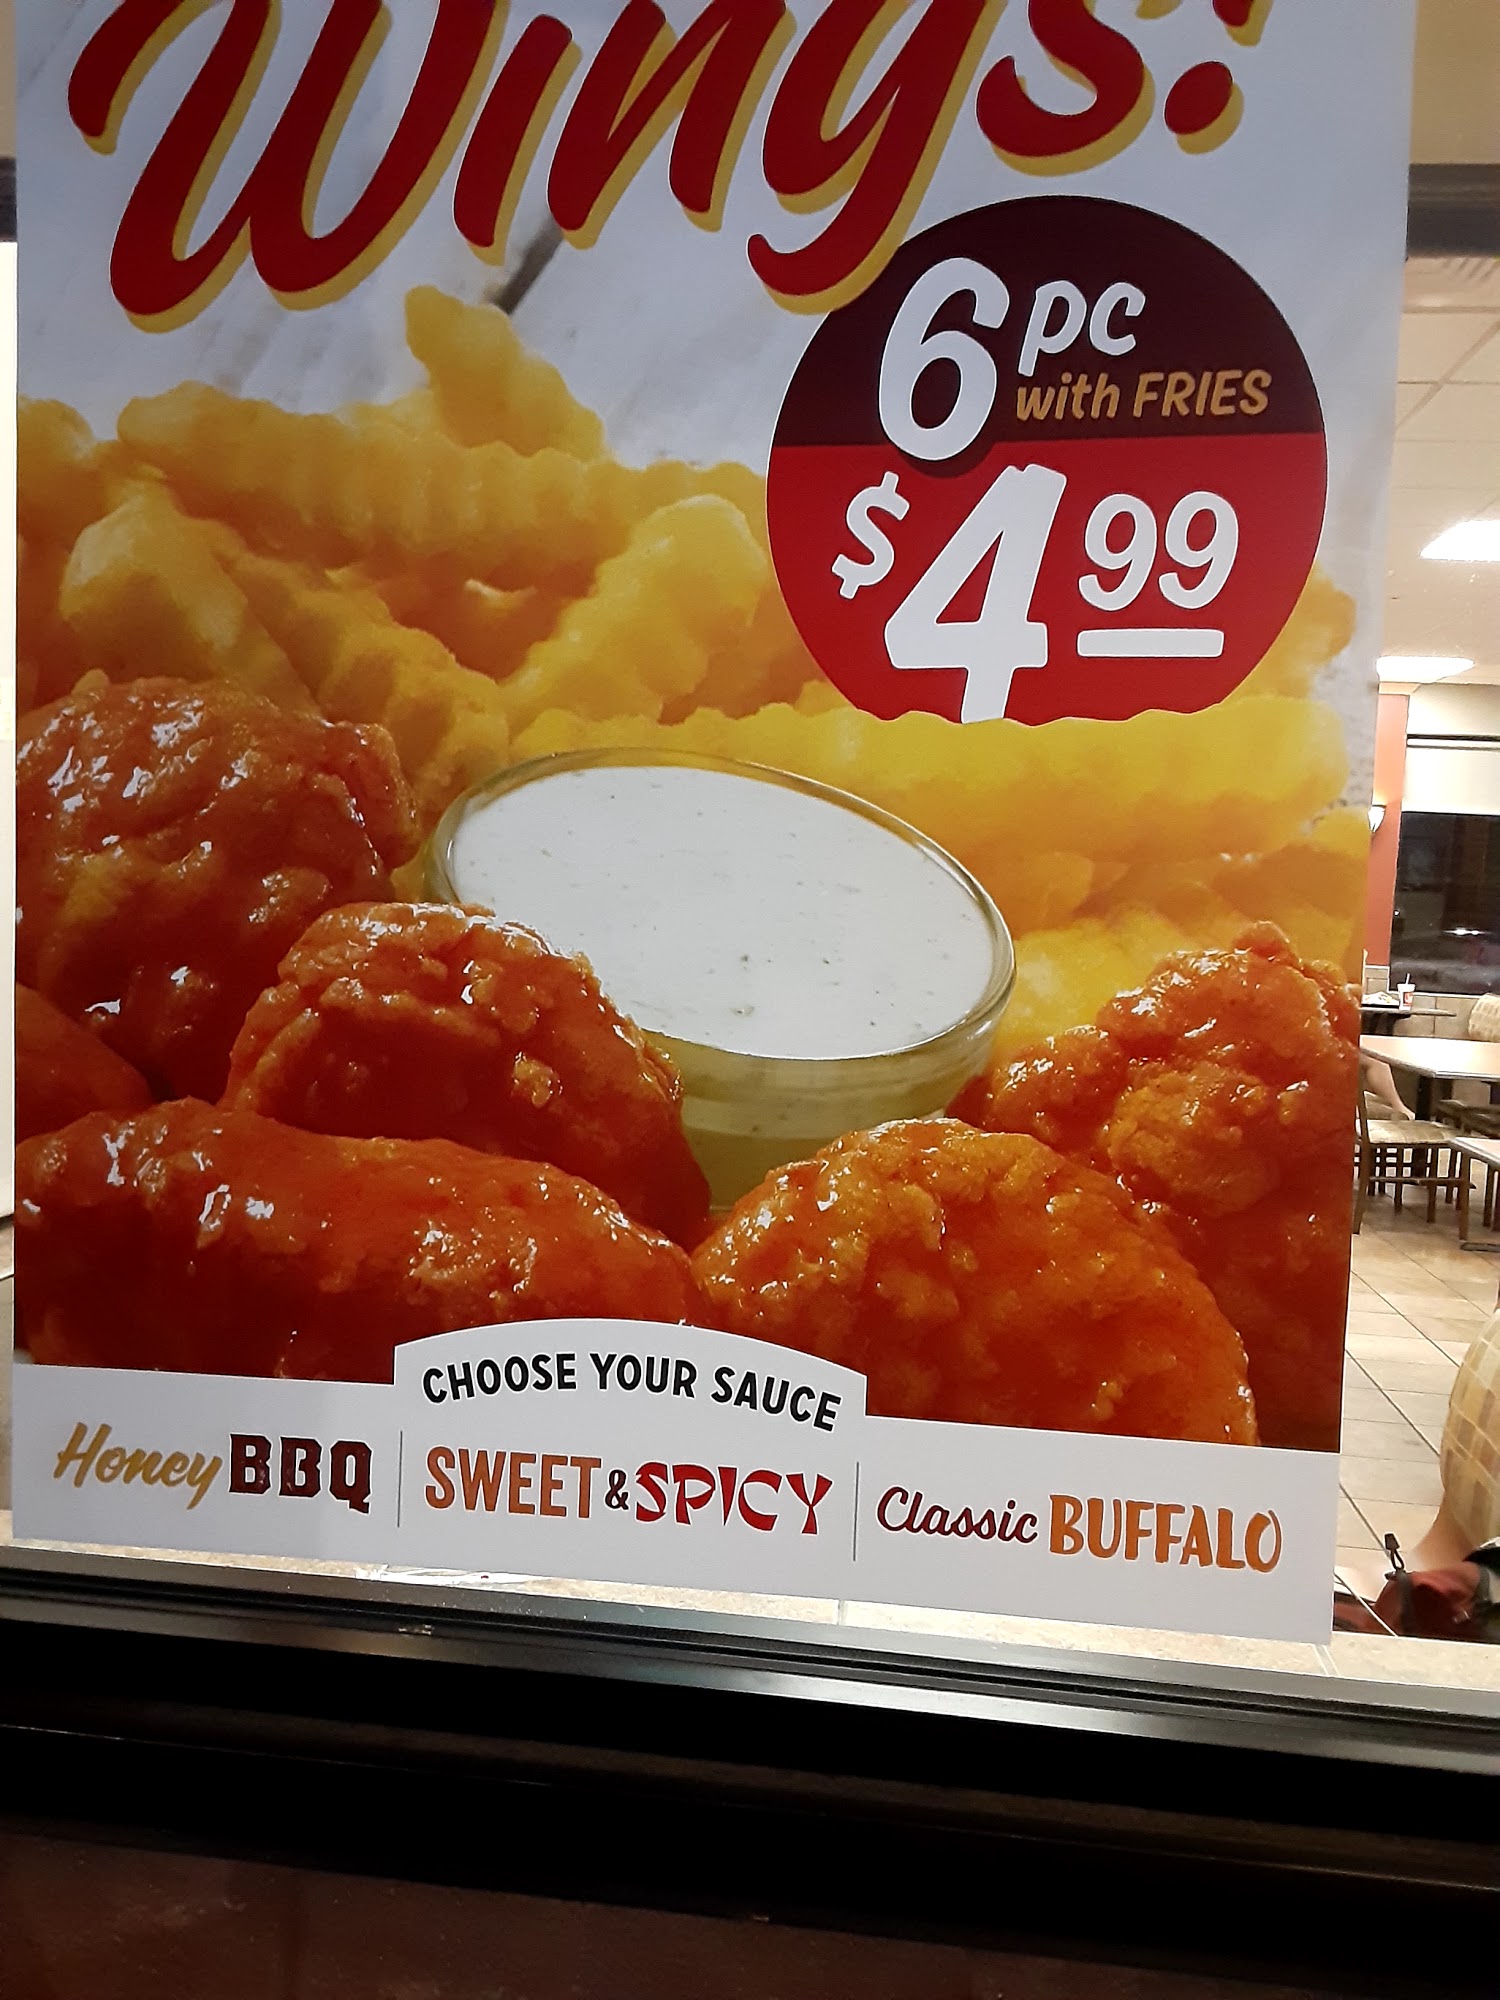 Wings!
6 pc
with FRIES
$4.99
CHOOSE YOUR SAUCE
Honey BBQ
SWEET & SPICY
Classic BUFFALO